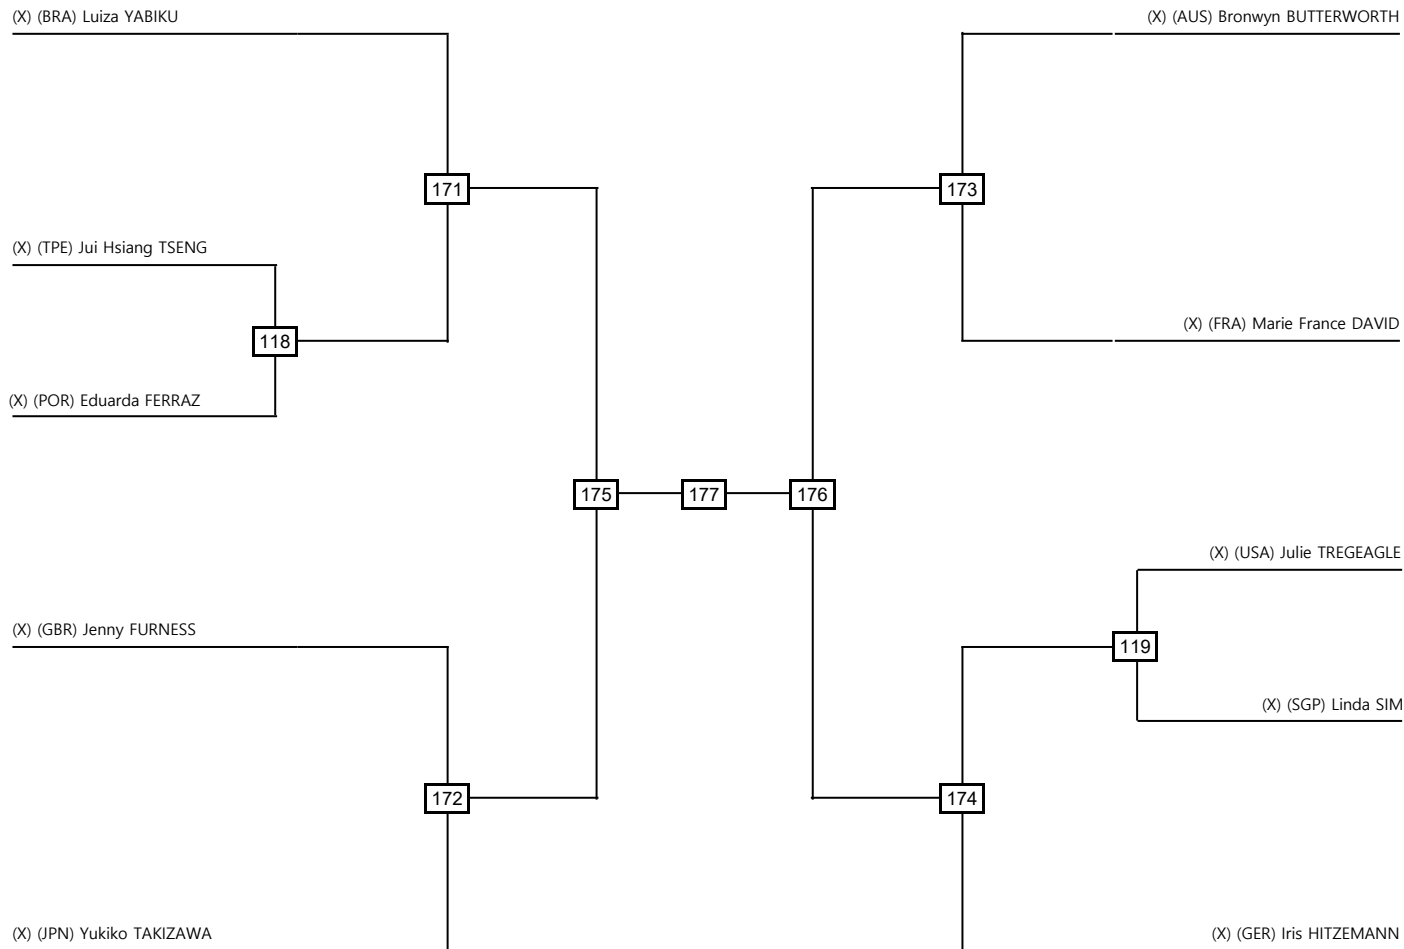 (X) (BRA) Luiza YABIKU
(X) (AUS) Bronwyn BUTTERWORTH
171
173
(X) (TPE) Jui Hsiang TSENG
(X) (FRA) Marie France DAVID
118
(X) (POR) Eduarda FERRAZ
175
177
176
(X) (USA) Julie TREGEAGLE
(X) (GBR) Jenny FURNESS
119
(X) (SGP) Linda SIM
172
174
(X) (JPN) Yukiko TAKIZAWA
(X) (GER) Iris HITZEMANN